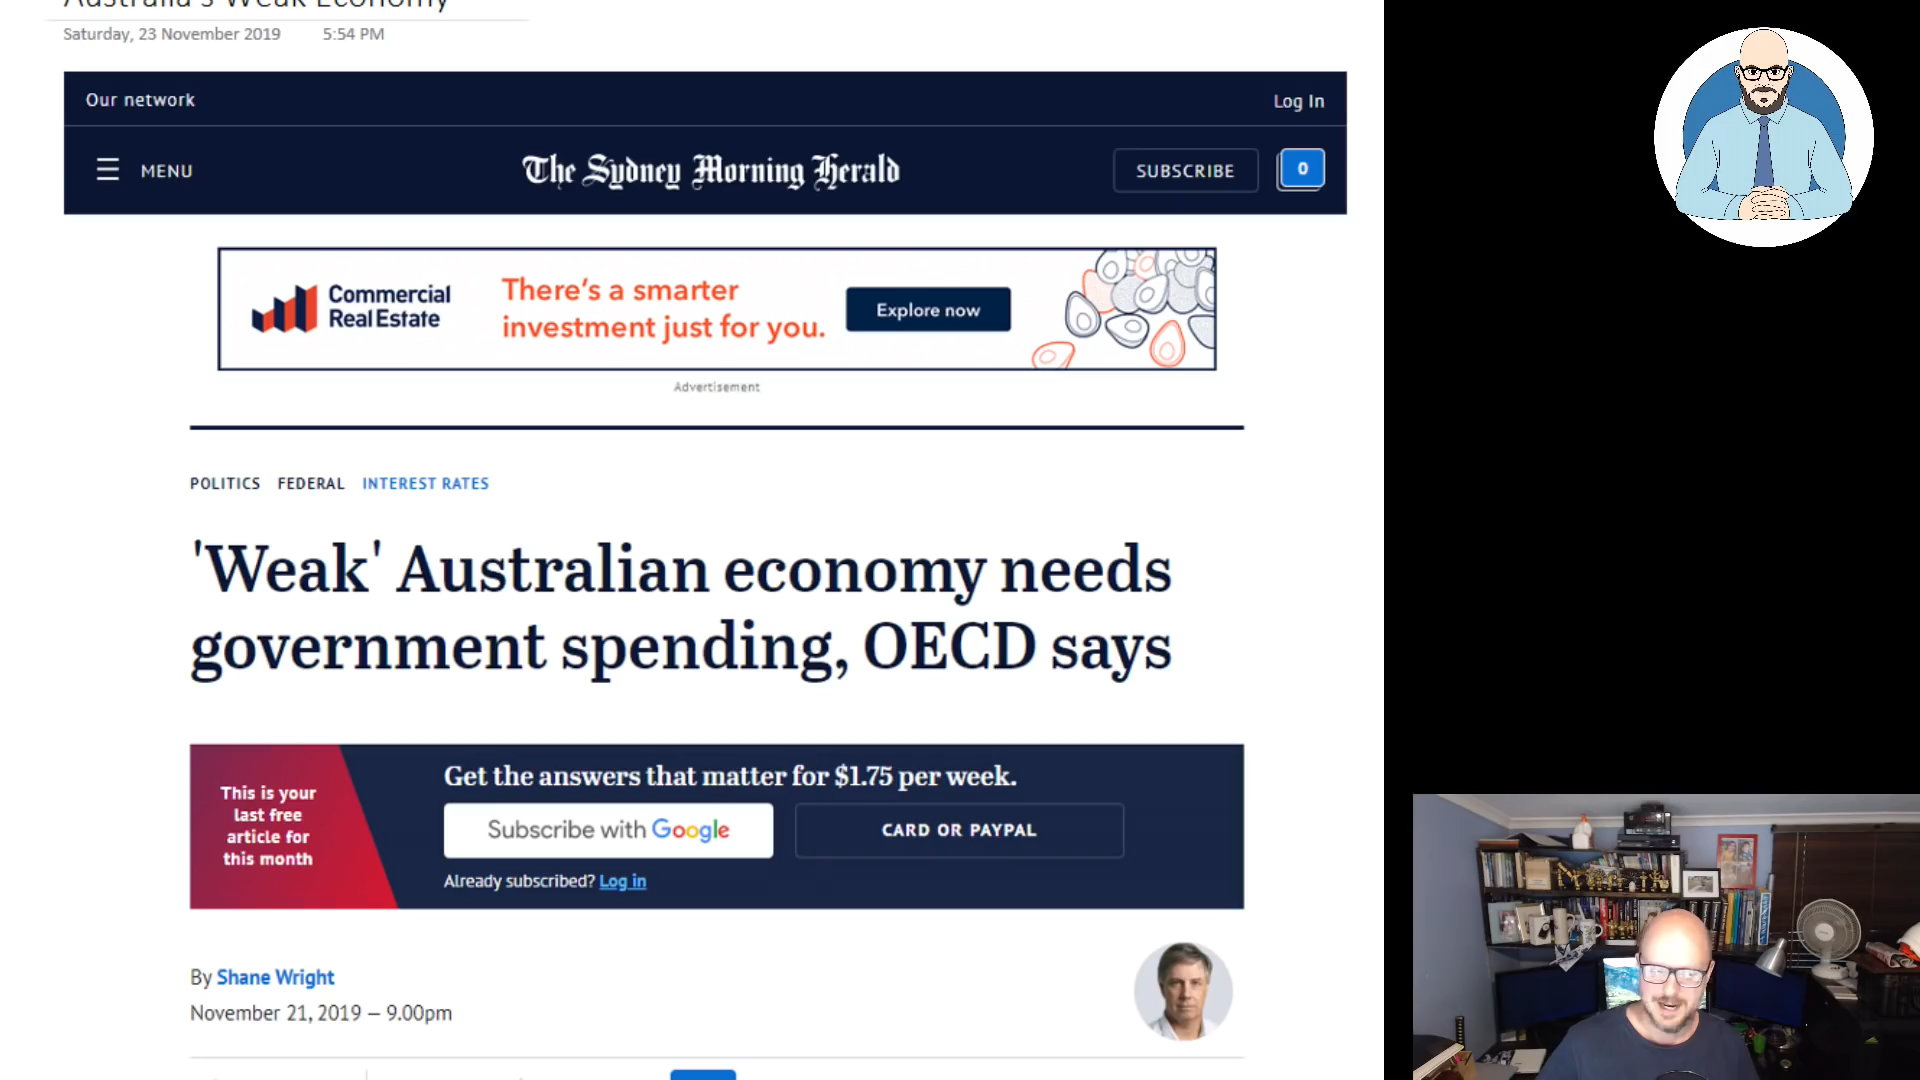 Australia's Weak Economy
Saturday, 23 November 2019 5:54 PM
Our network
Log In
MENU
The Sydney Morning Herald
SUBSCRIBE
0
Commercial
Real Estate
There's a smarter
investment just for you.
Explore now
Advertisement
POLITICS FEDERAL INTEREST RATES
'Weak' Australian economy needs
government spending, OECD says
This is your
last free
article for
this month
Get the answers that matter for $1.75 per week.
Subscribe with Google
CARD OR PAYPAL
Already subscribed? Log in
By Shane Wright
November 21, 2019 – 9.00pm